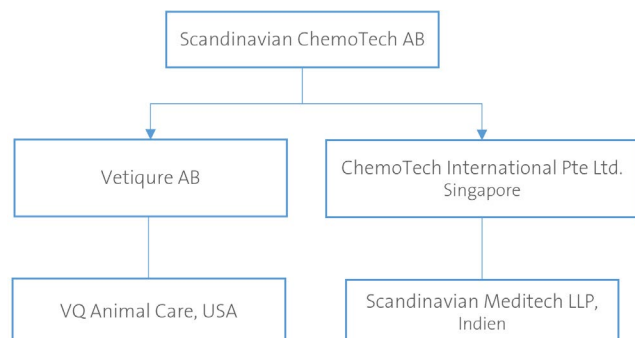 Scandinavian ChemoTech AB
Vetiqure AB
ChemoTech International Pte Ltd.
Singapore
VQ Animal Care, USA
Scandinavian Meditech LLP,
Indien